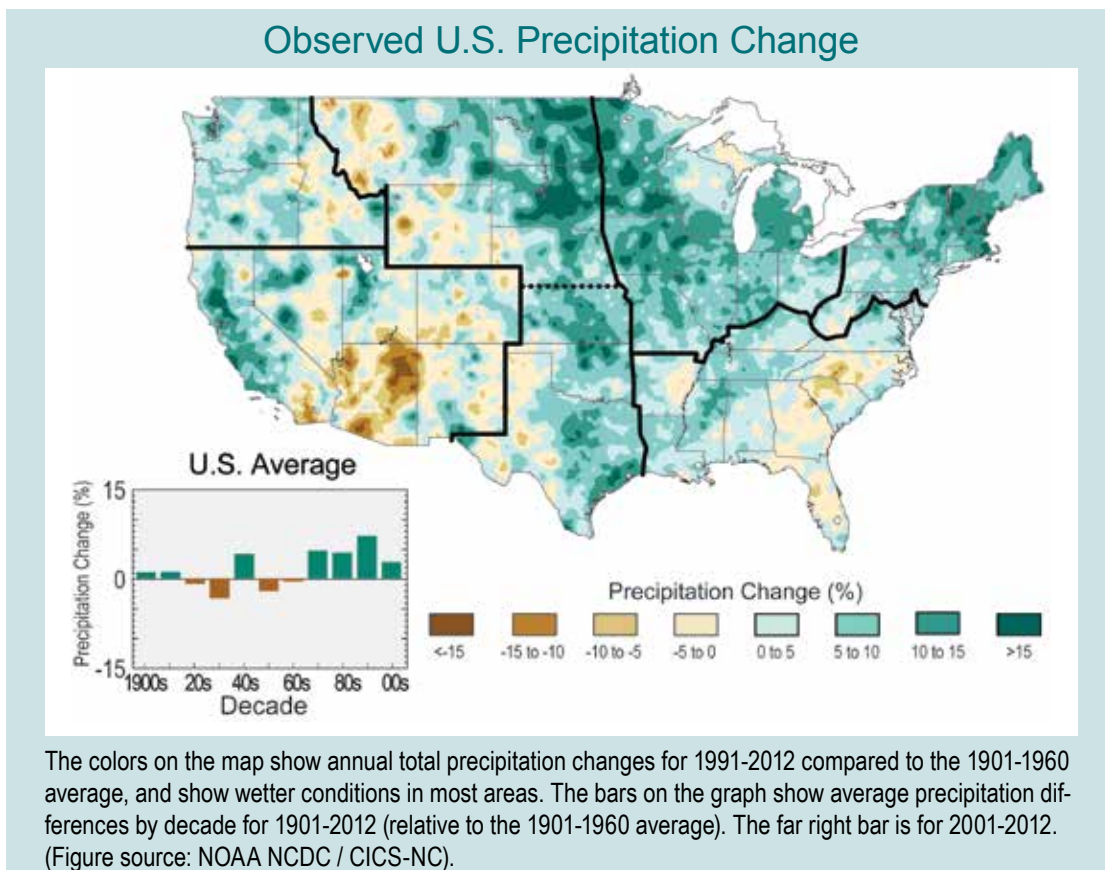 Observed U.S. Precipitation Change
U.S. Average
Precipitation Change (%)
15
0
-15
1900s 20s 40s 60s 80s 00s
Decade
Precipitation Change (%)
<-15 -15 to -10 -10 to -5 -5 to 0 0 to 5 5 to 10 10 to 15 >15
The colors on the map show annual total precipitation changes for 1991-2012 compared to the 1901-1960
average, and show wetter conditions in most areas. The bars on the graph show average precipitation dif-
ferences by decade for 1901-2012 (relative to the 1901-1960 average). The far right bar is for 2001-2012.
(Figure source: NOAA NCDC / CICS-NC).